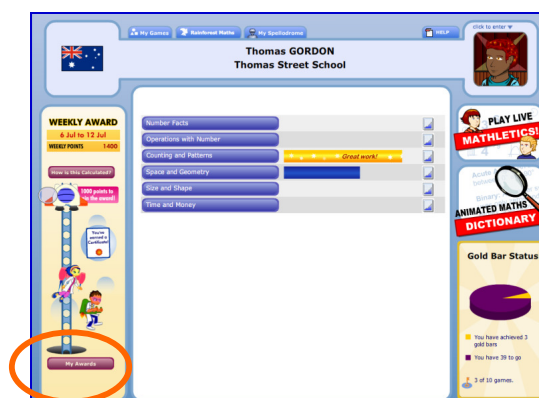 My Games
Rainforest Maths
My Spellodrome
HELP
click to enter
Thomas GORDON
Thomas Street School
WEEKLY AWARD
6 Jul to 12 Jul
WEEKLY POINTS 1400
How is this Calculated?
1000 points to
the award!
You've
earned a
Certificate!
My Awards
Number Facts
Operations with Number
Counting and Patterns
Great work!
Space and Geometry
Size and Shape
Time and Money
PLAY LIVE
MATHLETICS!
Acute
Binary
ANIMATED MATHS
DICTIONARY
Gold Bar Status
You have achieved 3
gold bars
You have 39 to go
3 of 10 games.